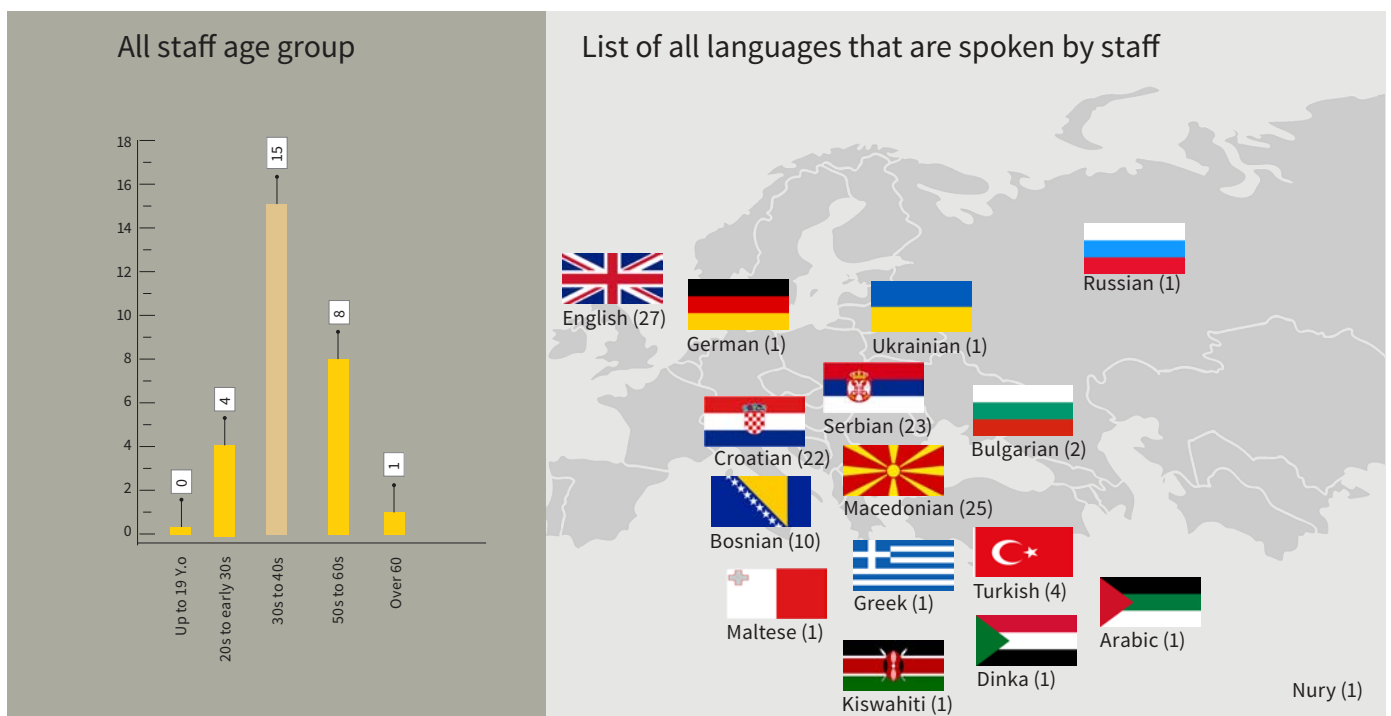 All staff age group
18
16
14
12
10
8
6
4
2
0
0
4
15
8
1
Up to 19 Y.o
20s to early 30s
30s to 40s
50s to 60s
Over 60
List of all languages that are spoken by staff
English (27)
German (1)
Ukrainian (1)
Russian (1)
Serbian (23)
Croatian (22)
Bulgarian (2)
Macedonian (25)
Bosnian (10)
Greek (1)
Turkish (4)
Maltese (1)
Arabic (1)
Dinka (1)
Kiswahiti (1)
Nury (1)